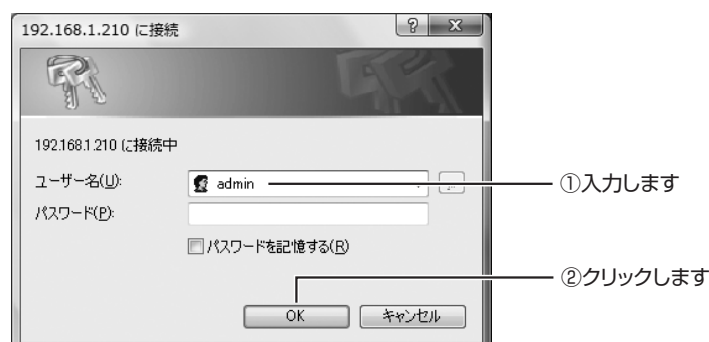 192.168.1.210 に接続
192.168.1.210 に接続中
ユーザー名(U):
admin
①入力します
パスワード(P):
パスワードを記憶する(R)
②クリックします
OK
キャンセル